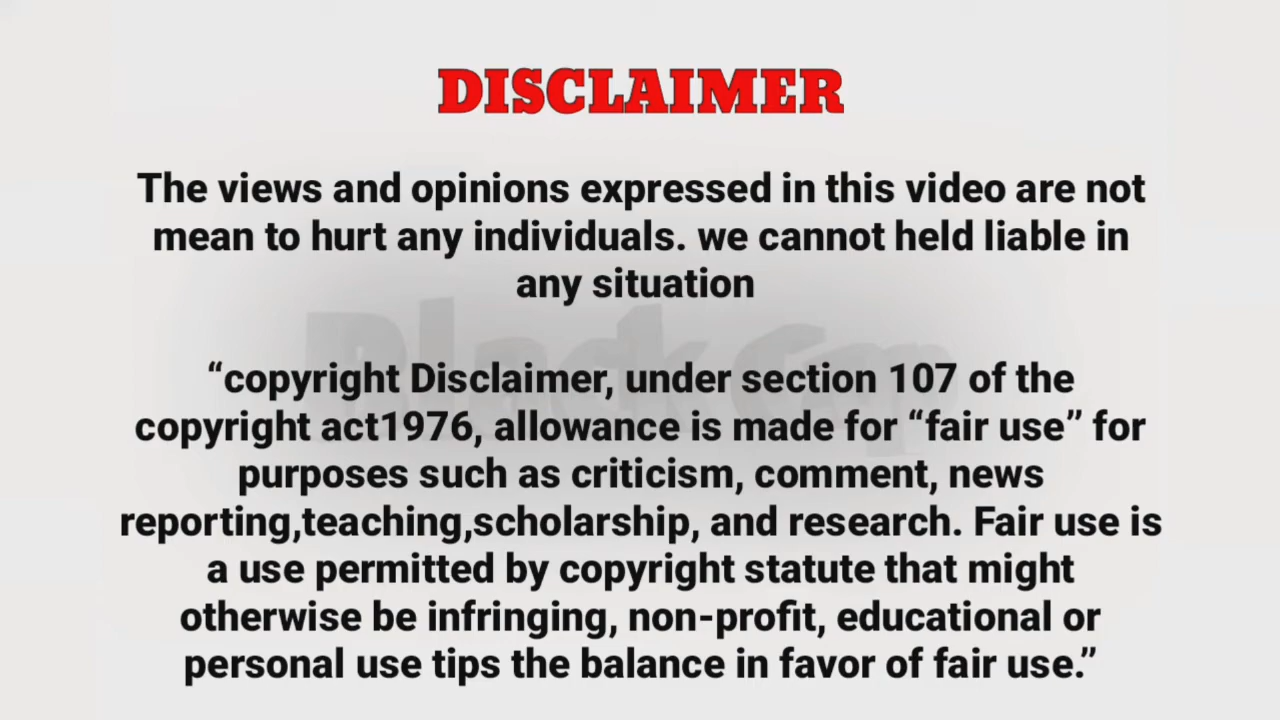 DISCLAIMER
The views and opinions expressed in this video are not
mean to hurt any individuals. we cannot held liable in
any situation
“copyright Disclaimer, under section 107 of the
copyright act1976, allowance is made for “fair use” for
purposes such as criticism, comment, news
reporting,teaching,scholarship, and research. Fair use is
a use permitted by copyright statute that might
otherwise be infringing, non-profit, educational or
personal use tips the balance in favor of fair use.”